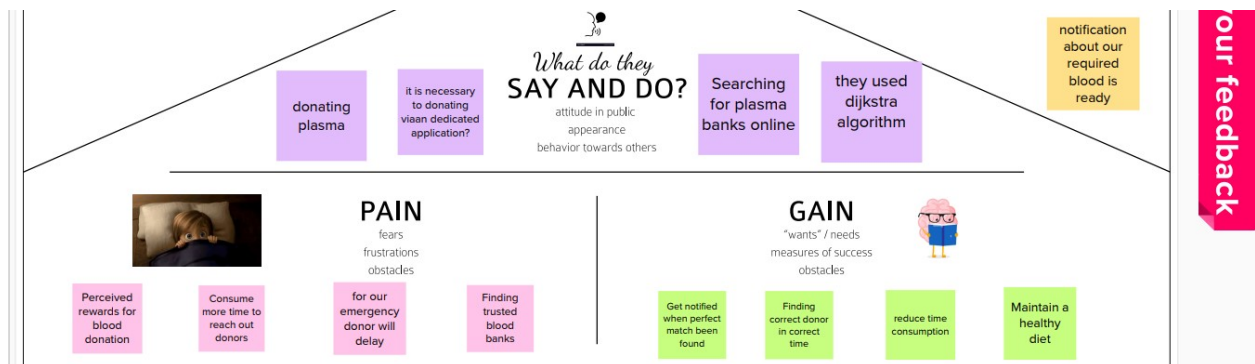 What do they
SAY AND DO?
attitude in public
appearance
behavior towards others
donating
plasma
it is necessary
to donating
viaan dedicated
application?
Searching
for plasma
banks online
they used
dijkstra
algorithm
notification
about our
required
blood is
ready
your feedback
PAIN
fears
frustrations
obstacles
Perceived
rewards for
blood
donation
Consume
more time to
reach out
donors
for our
emergency
donor will
delay
Finding
trusted
blood
banks
GAIN
“wants” / needs
measures of success
obstacles
Get notified
when perfect
match been
found
Finding
correct donor
in correct
time
reduce time
consumption
Maintain a
healthy
diet